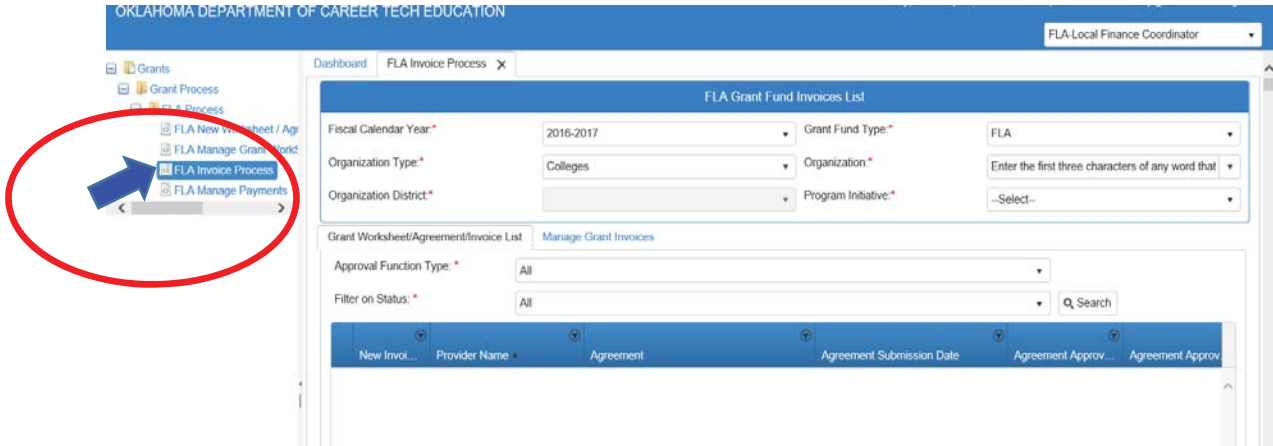 OKLAHOMA DEPARTMENT OF CAREER TECH EDUCATION
FLA-Local Finance Coordinator
Grants
Grant Process
FLA Process
FLA New Worksheet / Agr
FLA Manage Grant WorkS
FLA Invoice Process
FLA Manage Payments
Dashboard FLA Invoice Process X
FLA Grant Fund Invoices List
Fiscal Calendar Year:* 2016-2017 Grant Fund Type:* FLA
Organization Type:* Colleges Organization:* Enter the first three characters of any word that
Organization District:* Program Initiative:* --Select--
Grant Worksheet/Agreement/Invoice List Manage Grant Invoices
Approval Function Type: * All
Filter on Status: * All Search
New Invoi... Provider Name Agreement Agreement Submission Date Agreement Approv... Agreement Approv.